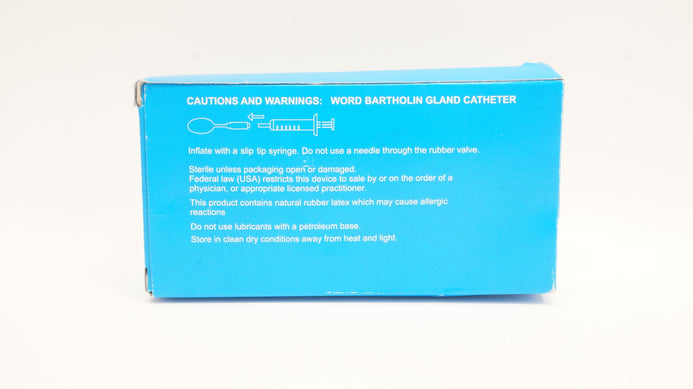 CAUTIONS AND WARNINGS: WORD BARTHOLIN GLAND CATHETER
Inflate with a slip tip syringe. Do not use a needle through the rubber valve.
Sterile unless packaging open or damaged.
Federal law (USA) restricts this device to sale by or on the order of a
physician, or appropriate licensed practitioner.
This product contains natural rubber latex which may cause allergic
reactions
Do not use lubricants with a petroleum base.
Store in clean dry conditions away from heat and light.